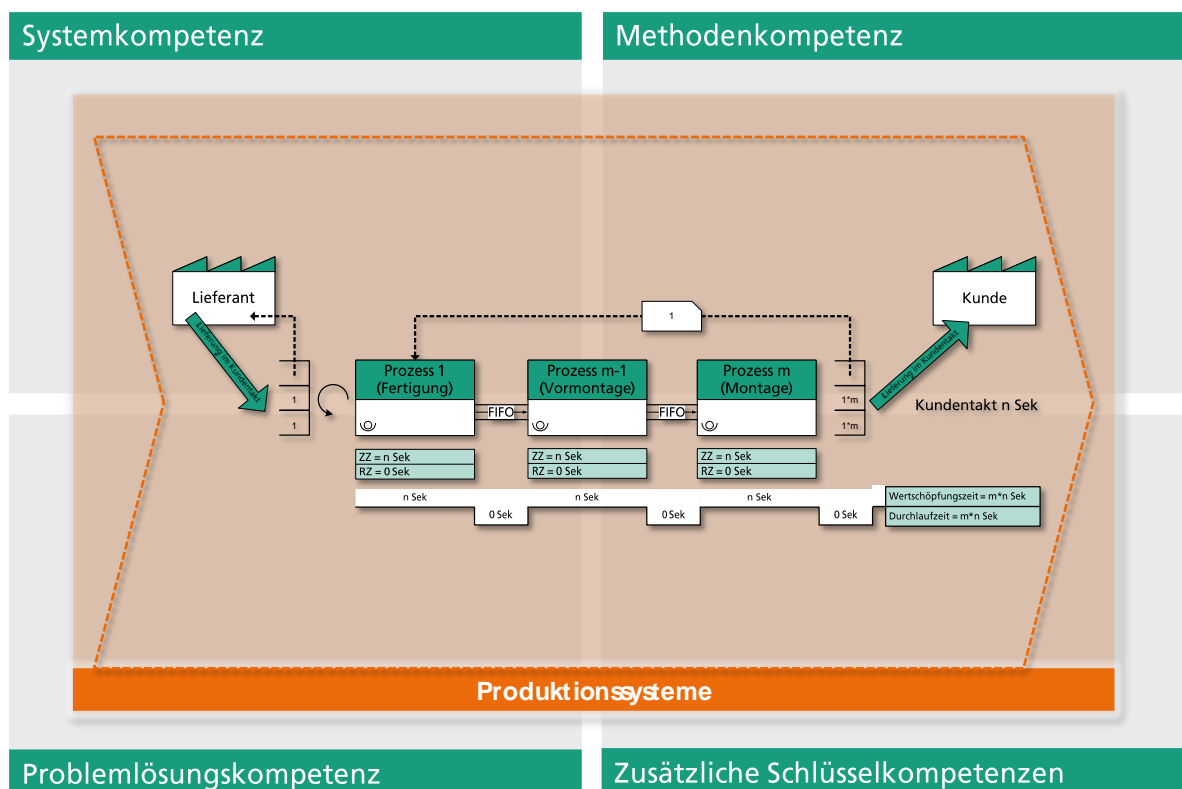 Systemkompetenz
Methodenkompetenz
Lieferant
Kunde
Lieferung im Kundentakt
Lieferung im Kundentakt
1
1
1
Prozess 1
(Fertigung)
FIFO
Prozess m-1
(Vormontage)
FIFO
Prozess m
(Montage)
1*m
1*m
Kundentakt n Sek
ZZ = n Sek
RZ = 0 Sek
ZZ = n Sek
RZ = 0 Sek
ZZ = n Sek
RZ = 0 Sek
n Sek
0 Sek
n Sek
0 Sek
n Sek
0 Sek
Wertschöpfungszeit = m*n Sek
Durchlaufzeit = m*n Sek
Produktionssysteme
Problemlösungskompetenz
Zusätzliche Schlüsselkompetenzen